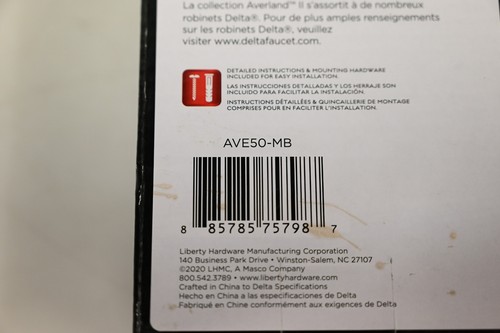 La collection Averland™ Il s'assortit à de nombreux
robinets Delta®. Pour de plus amples renseignements
sur les robinets Delta®, veuillez
visiter www.deltafaucet.com.
DETAILED INSTRUCTIONS & MOUNTING HARDWARE
INCLUDED FOR EASY INSTALLATION.
LAS INSTRUCCIONES DETALLADAS Y LOS HERRAJE SON
INCLUIDO PARA FACILITAR LA INSTALACIÓN.
INSTRUCTIONS DÉTAILLÉES & QUINCAILLERIE DE MONTAGE
COMPRISES POUR EN FACILITER L'INSTALLATION.
AVE50-MB
8 85785 75798 7
Liberty Hardware Manufacturing Corporation
140 Business Park Drive • Winston-Salem, NC 27107
©2020 LHMC, A Masco Company
800.542.3789 • www.libertyhardware.com
Crafted in China to Delta Specifications
Hecho en China a las especificaciones de Delta
Fabriqué en Chine conformément aux exigences de Delta